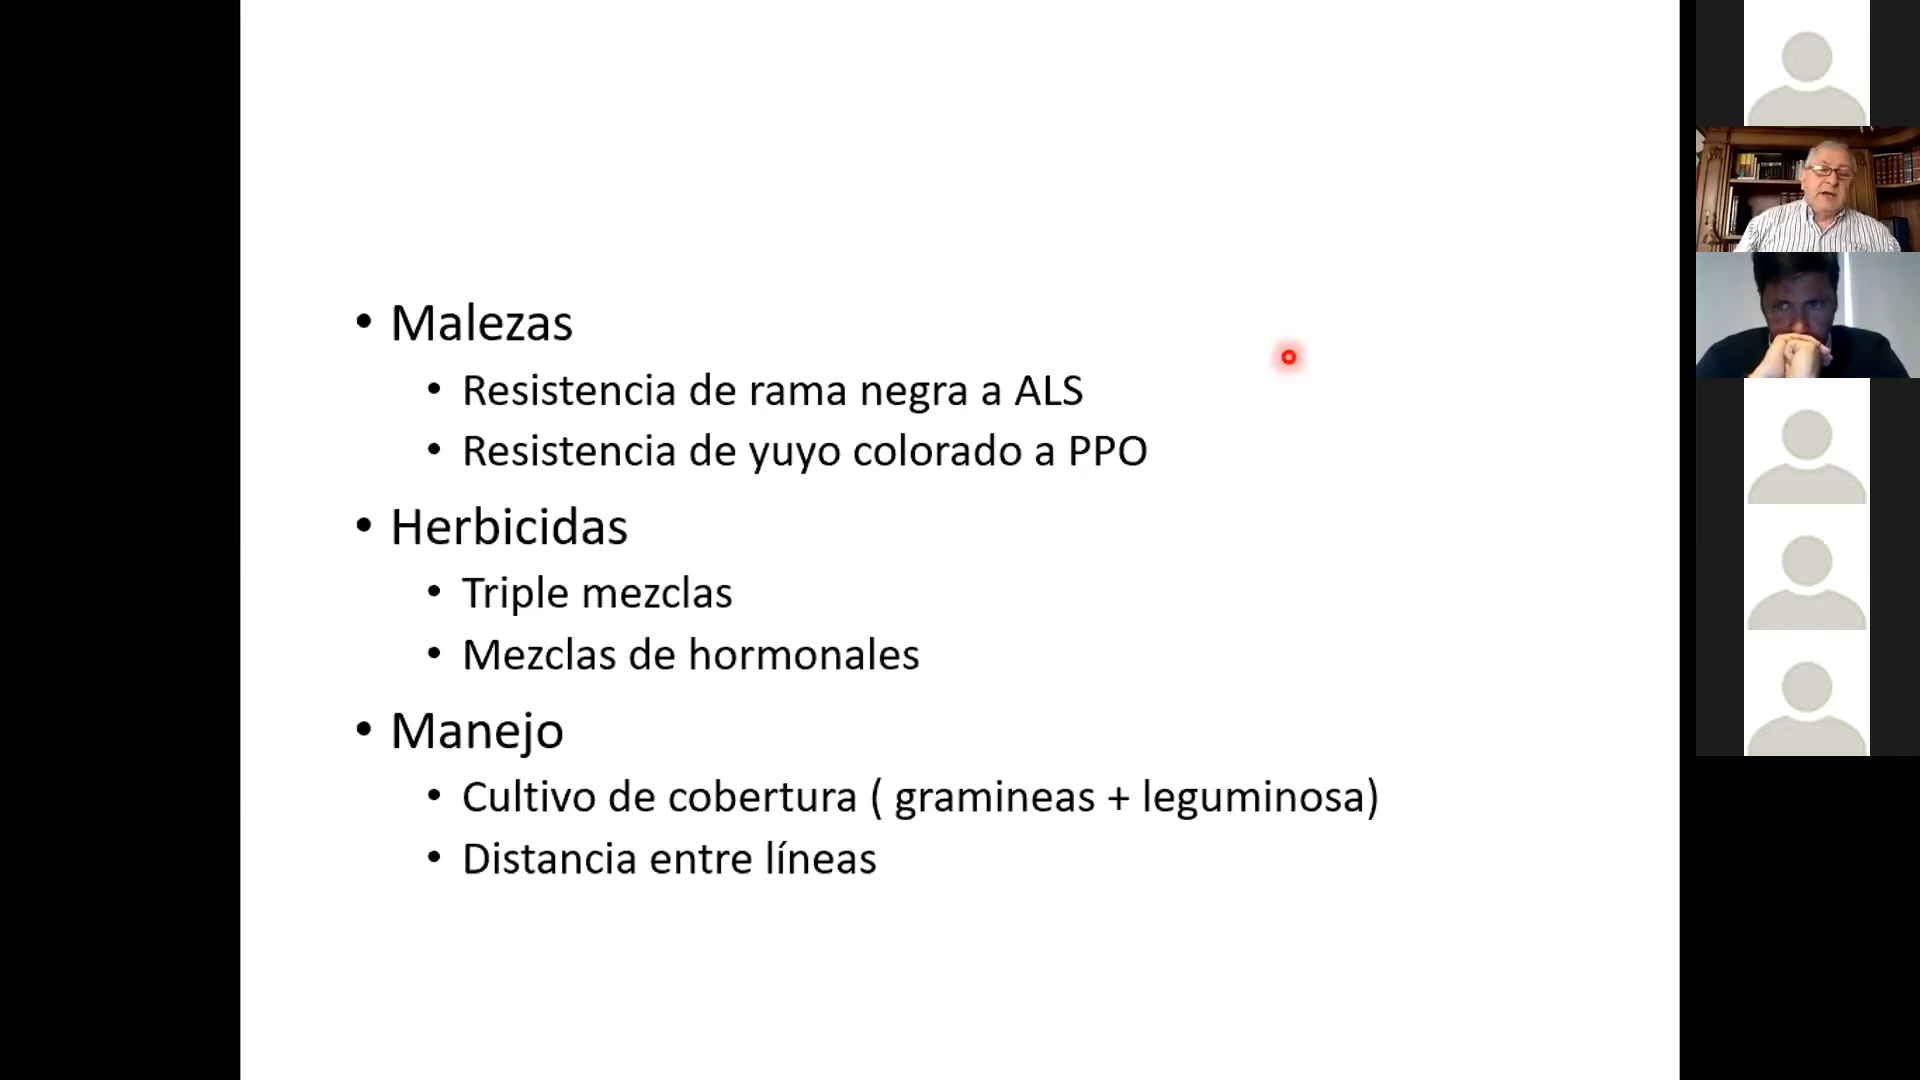 • Malezas
• Resistencia de rama negra a ALS
• Resistencia de yuyo colorado a PPO
• Herbicidas
• Triple mezclas
• Mezclas de hormonales
• Manejo
• Cultivo de cobertura ( gramineas + leguminosa)
• Distancia entre líneas